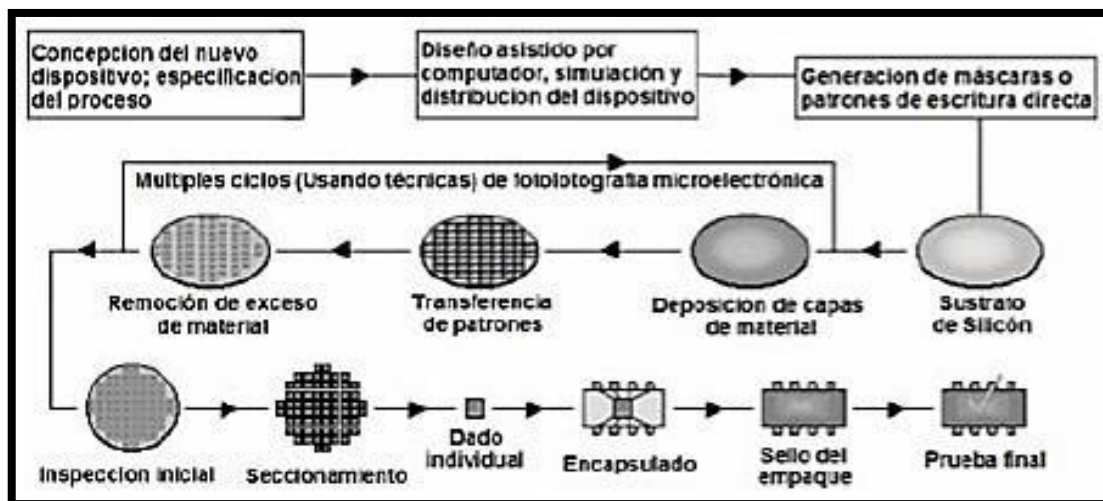 Concepcion del nuevo
dispositivo; especificacion
del proceso
Diseño asistido por
computador, simulación y
distribucion del dispositivo
Generacion de máscaras o
patrones de escritura directa
Multiples ciclos (Usando técnicas) de fotolotografia microelectrónica
Remoción de exceso
de material
Transferencia
de patrones
Deposicion de capas
de material
Sustrato
de Silicón
Inspeccion inicial
Seccionamiento
Dado
individual
Encapsulado
Sello del
empaque
Prueba final